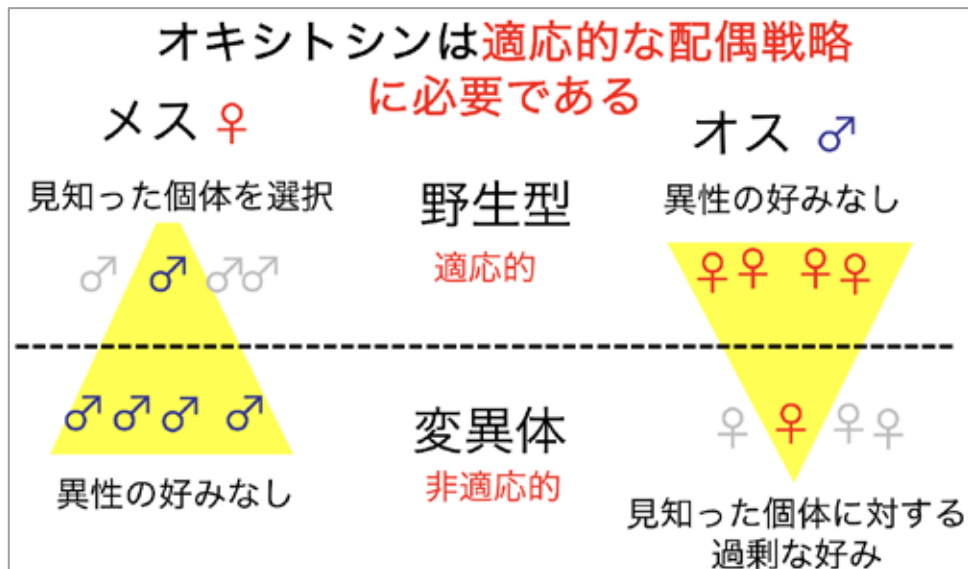 オキシトシンは適応的な配偶戦略
に必要である
メス ♀
オス ♂
見知った個体を選択
野生型
異性の好みなし
適応的
♂ ♂ ♂♂
♀♀ ♀♀
♂♂♂ ♂
変異体
♀ ♀ ♀♀
異性の好みなし
非適応的
見知った個体に対する
過剰な好み